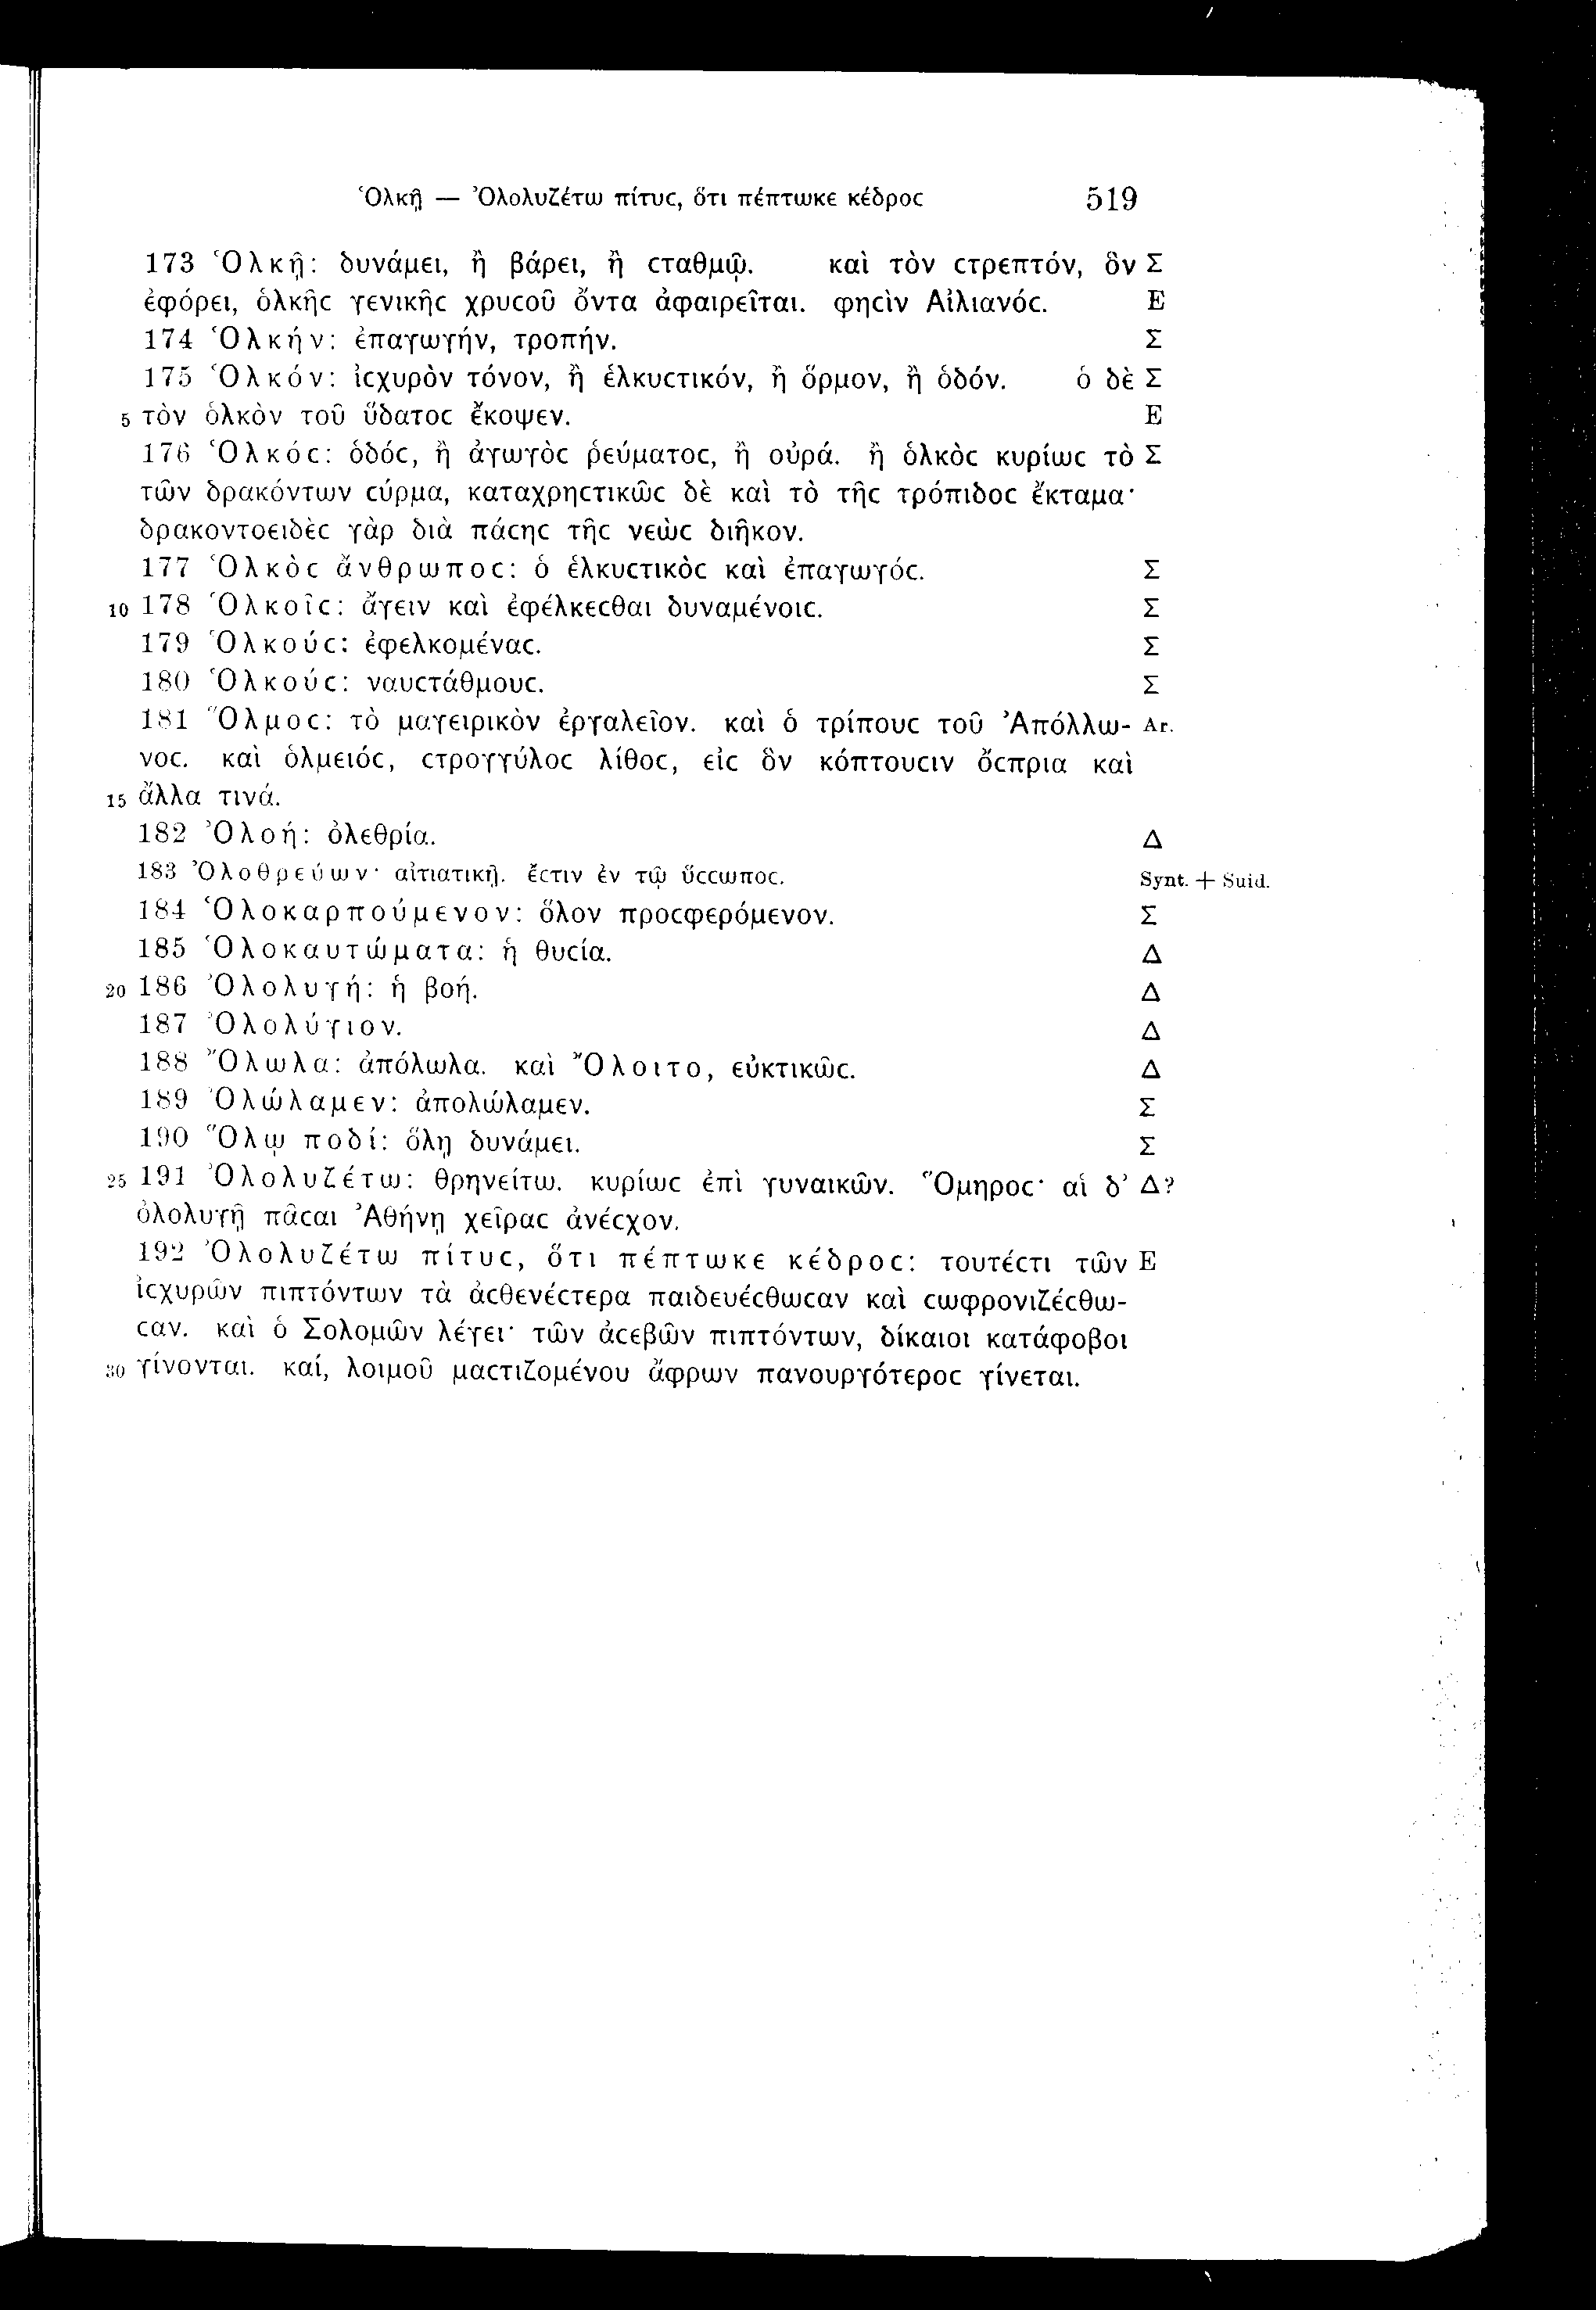 Ὁλκῇ — Ὀλολυζέτω πίτυϲ, ὅτι πέπτωκε κέδροϲ 519
173 Ὁλκῇ: δυνάμει, ἢ βάρει, ἢ ϲταθμῷ. καὶ τὸν ϲτρεπτόν, ὃν Σ
ἐφόρει, ὁλκῆϲ γενικῆϲ χρυϲοῦ ὄντα ἀφαιρεῖται. φηϲὶν Αἰλιανόϲ. E
174 Ὁλκήν: ἐπαγωγήν, τροπήν. Σ
175 Ὁλκόν: ἰϲχυρὸν τόνον, ἢ ἑλκυϲτικόν, ἢ ὅρμον, ἢ ὁδόν. ὁ δὲ Σ
5 τὸν ὁλκὸν τοῦ ὕδατοϲ ἔκοψεν. E
176 Ὁλκόϲ: ὁδόϲ, ἢ ἀγωγὸϲ ῥεύματοϲ, ἢ οὐρά. ἢ ὁλκὸϲ κυρίωϲ τὸ Σ
τῶν δρακόντων ϲύρμα, καταχρηϲτικῶϲ δὲ καὶ τὸ τῆϲ τρόπιδοϲ ἔκταμα·
δρακοντοειδὲϲ γὰρ διὰ πάϲηϲ τῆϲ νεὼϲ διῆκον.
177 Ὁλκὸϲ ἄνθρωποϲ: ὁ ἑλκυϲτικὸϲ καὶ ἐπαγωγόϲ. Σ
10 178 Ὁλκοῖϲ: ἄγειν καὶ ἐφέλκεϲθαι δυναμένοιϲ. Σ
179 Ὁλκούϲ: ἐφελκομέναϲ. Σ
180 Ὁλκούϲ: ναυϲτάθμουϲ. Σ
181 Ὅλμοϲ: τὸ μαγειρικὸν ἐργαλεῖον. καὶ ὁ τρίπουϲ τοῦ Ἀπόλλω- Ar.
νοϲ. καὶ ὁλμειόϲ, ϲτρογγύλοϲ λίθοϲ, εἰϲ ὃν κόπτουϲιν ὄϲπρια καὶ
15 ἄλλα τινά.
182 Ὀλοή: ὀλεθρία. Δ
183 Ὀλοθρεύων· αἰτιατικῇ. ἔϲτιν ἐν τῷ ὕϲϲωποϲ. Synt. + Suid.
184 Ὁλοκαρπούμενον: ὅλον προϲφερόμενον. Σ
185 Ὁλοκαυτώματα: ἡ θυϲία. Δ
20 186 Ὀλολυγή: ἡ βοή. Δ
187 Ὀλολύγιον. Δ
188 Ὄλωλα: ἀπόλωλα. καὶ Ὄλοιτο, εὐκτικῶϲ. Δ
189 Ὀλώλαμεν: ἀπολώλαμεν. Σ
190 Ὅλῳ ποδί: ὅλῃ δυνάμει. Σ
25 191 Ὀλολυζέτω: θρηνείτω. κυρίωϲ ἐπὶ γυναικῶν. Ὅμηροϲ· αἱ δ’ Δ?
ὀλολυγῇ πᾶϲαι Ἀθήνῃ χεῖραϲ ἀνέϲχον.
192 Ὀλολυζέτω πίτυϲ, ὅτι πέπτωκε κέδροϲ: τουτέϲτι τῶν E
ἰϲχυρῶν πιπτόντων τὰ ἀϲθενέϲτερα παιδευέϲθωϲαν καὶ ϲωφρονιζέϲθω-
ϲαν. καὶ ὁ Σολομῶν λέγει· τῶν ἀϲεβῶν πιπτόντων, δίκαιοι κατάφοβοι
30 γίνονται. καί, λοιμοῦ μαϲτιζομένου ἄφρων πανουργότεροϲ γίνεται.